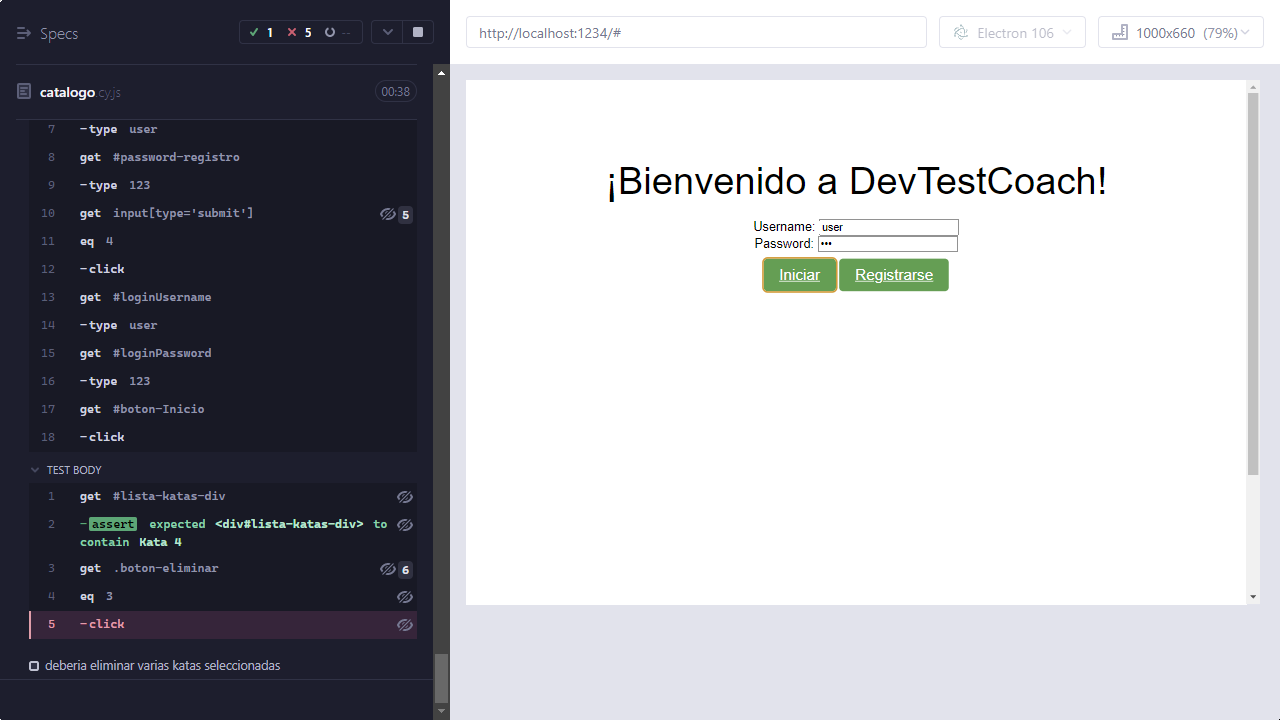 Specs
1
5
--
http://localhost:1234/#
Electron 106
1000x660 (79%)
catalogo cy.js
00:38
7 -type user
8 get #password-registro
9 -type 123
10 get input[type='submit'] 5
11 eq 4
12 -click
13 get #loginUsername
14 -type user
15 get #loginPassword
16 -type 123
17 get #boton-Inicio
18 -click
TEST BODY
1 get #lista-katas-div
2 -assert expected <div#lista-katas-div> to
contain Kata 4
3 get .boton-eliminar 6
4 eq 3
5 -click
deberia eliminar varias katas seleccionadas
¡Bienvenido a DevTestCoach!
Username: user
Password: •••
Iniciar Registrarse